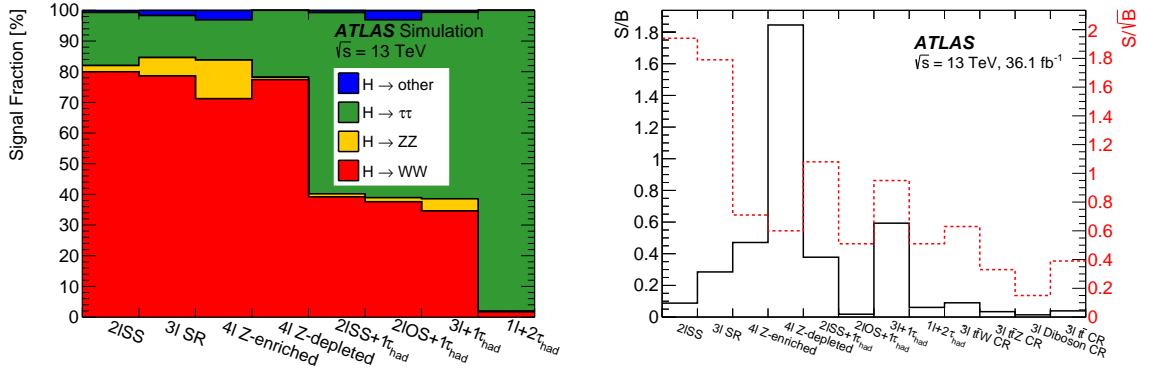 Signal Fraction [%]
100
90
80
70
60
50
40
30
20
10
0
ATLAS Simulation
√s = 13 TeV
H → other
H → ττ
H → ZZ
H → WW
2lSS
3l SR
4l Z-enriched
4l Z-depleted
2lSS+1τhad
2lOS+1τhad
3l+1τhad
1l+2τhad
S/B
1.8
1.6
1.4
1.2
1
0.8
0.6
0.4
0.2
0
ATLAS
√s = 13 TeV, 36.1 fb⁻¹
S/√B
2
1.8
1.6
1.4
1.2
1
0.8
0.6
0.4
0.2
0
2lSS
3l SR
4l Z-enriched
4l Z-depleted
2lSS+1τhad
2lOS+1τhad
3l+1τhad
1l+2τhad
3l tt̄W CR
3l tt̄Z CR
3l Diboson CR
3l tt̄ CR